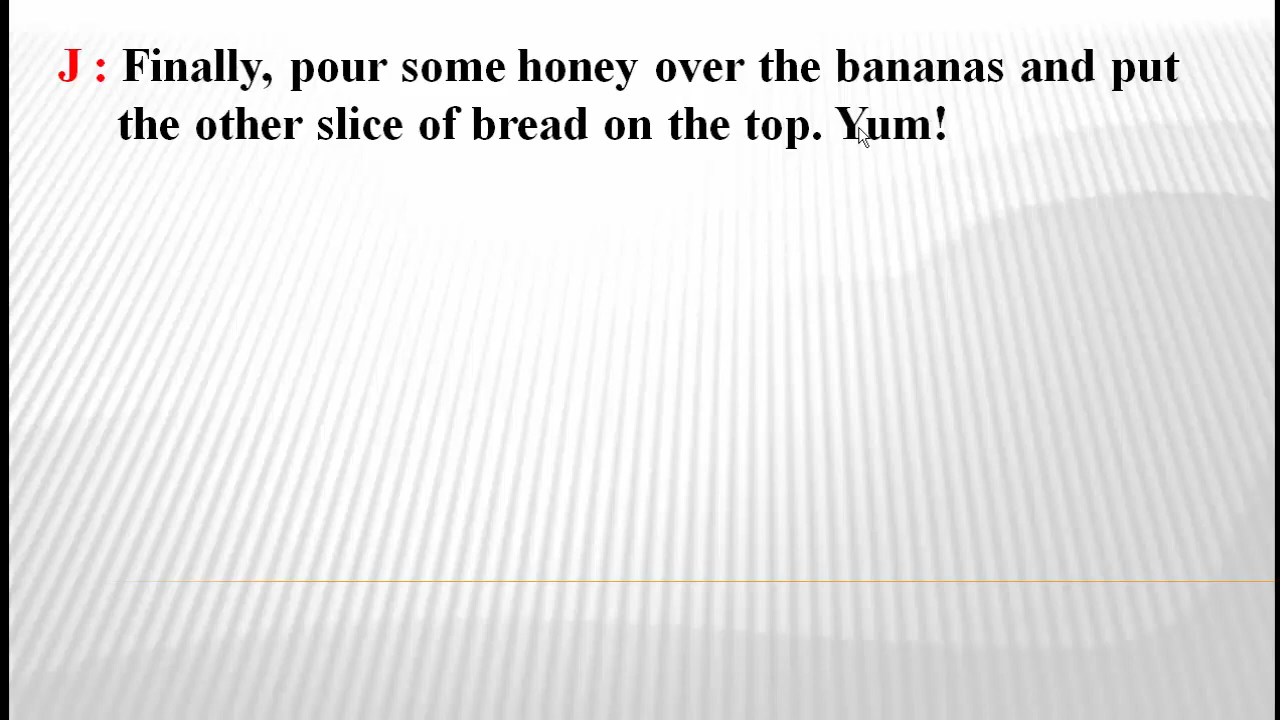 J : Finally, pour some honey over the bananas and put
the other slice of bread on the top. Yum!